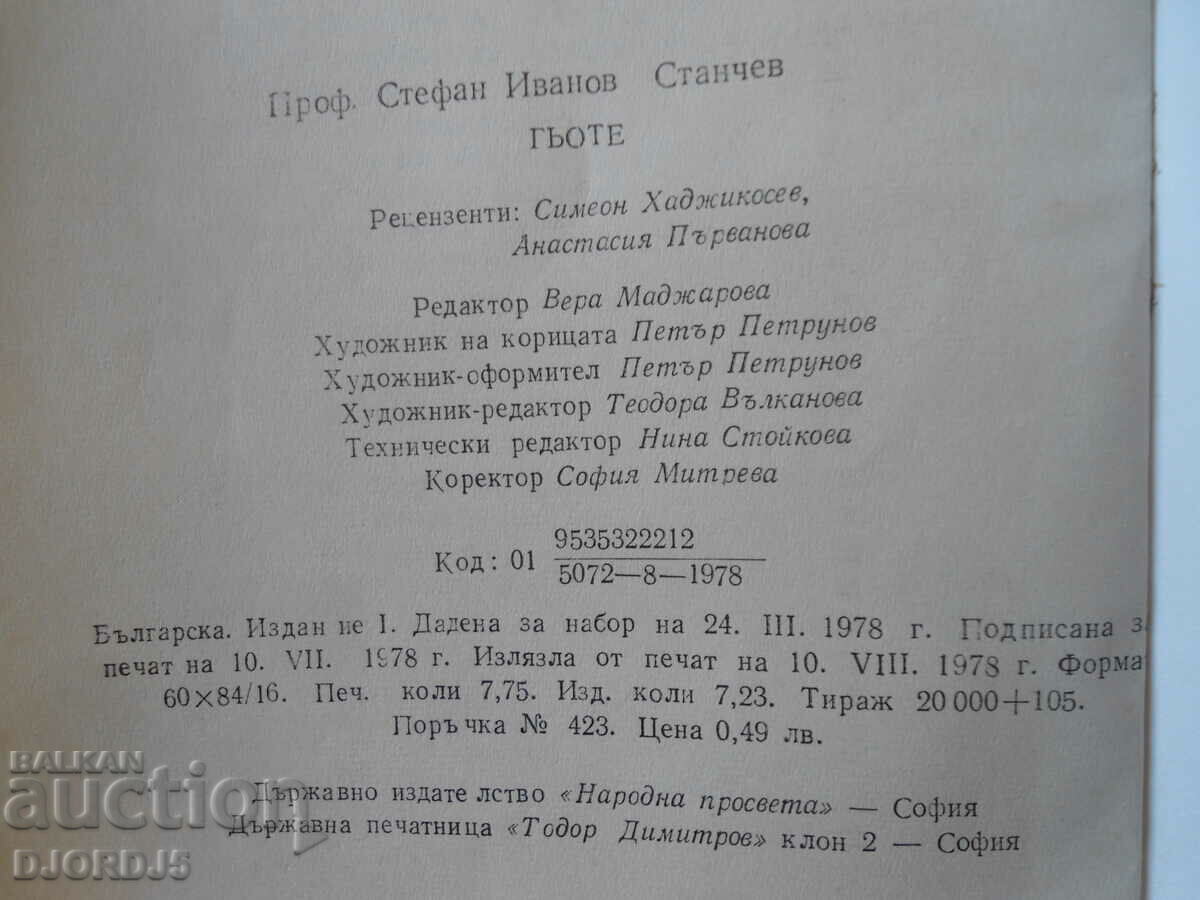 Проф. Стефан Иванов Станчев
ГЬОТЕ
Рецензенти: Симеон Хаджикосев,
Анастасия Първанова
Редактор Вера Маджарова
Художник на корицата Петър Петрунов
Художник-оформител Петър Петрунов
Художник-редактор Теодора Вълканова
Технически редактор Нина Стойкова
Коректор София Митрева
Код: 01 9535322212
5072—8—1978
Българска. Издание I. Дадена за набор на 24. III. 1978 г. Подписана з
печат на 10. VII. 1978 г. Излязла от печат на 10. VIII. 1978 г. Форма
60×84/16. Печ. коли 7,75. Изд. коли 7,23. Тираж 20 000+105.
Поръчка № 423. Цена 0,49 лв.
Държавно издателство «Народна просвета» — София
Държавна печатница «Тодор Димитров» клон 2 — София
BALKAN
auction
DJORDJ5